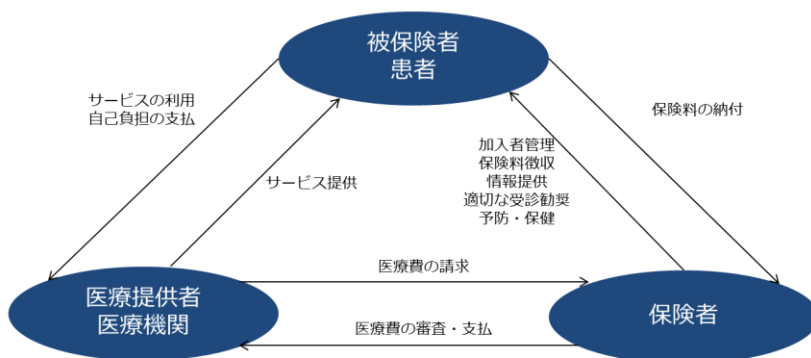 被保険者
患者
サービスの利用
自己負担の支払
保険料の納付
加入者管理
保険料徴収
情報提供
適切な受診勧奨
予防・保健
サービス提供
医療費の請求
医療提供者
医療機関
保険者
医療費の審査・支払